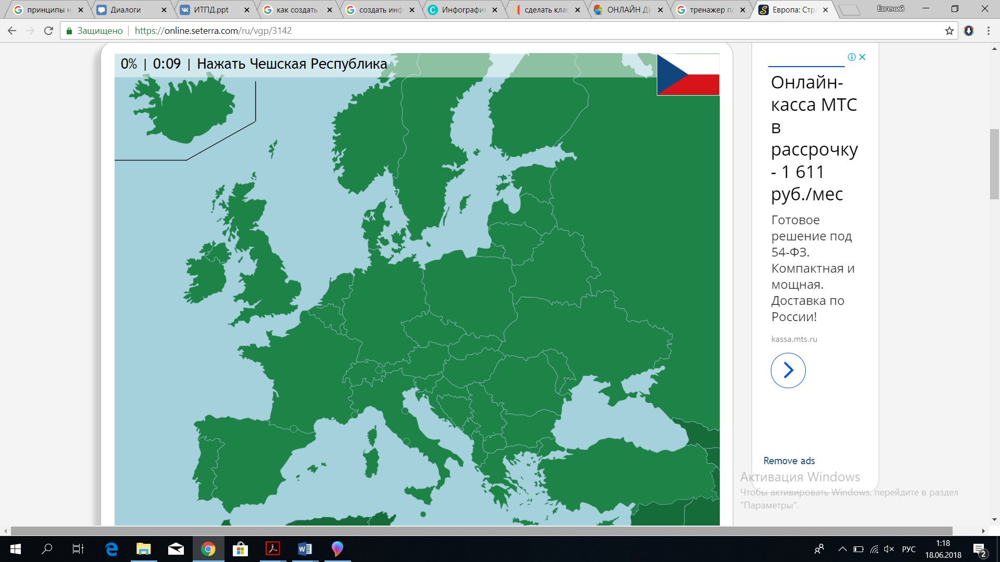 принципы н
Диалоги
ИТПД.ppt
как создать
создать инф
Инфографи
сделать клас
ОНЛАЙН ДИ
тренажер по
Европа: Стра
Евгений
Защищено
https://online.seterra.com/ru/vgp/3142
0% | 0:09 | Нажать Чешская Республика
Онлайн-
касса МТС
в
рассрочку
- 1 611
руб./мес
Готовое
решение под
54-ФЗ.
Компактная и
мощная.
Доставка по
России!
kassa.mts.ru
Remove ads
Активация Windows
Чтобы активировать Windows, перейдите в раздел
"Параметры".
РУС
1:18
18.06.2018
2